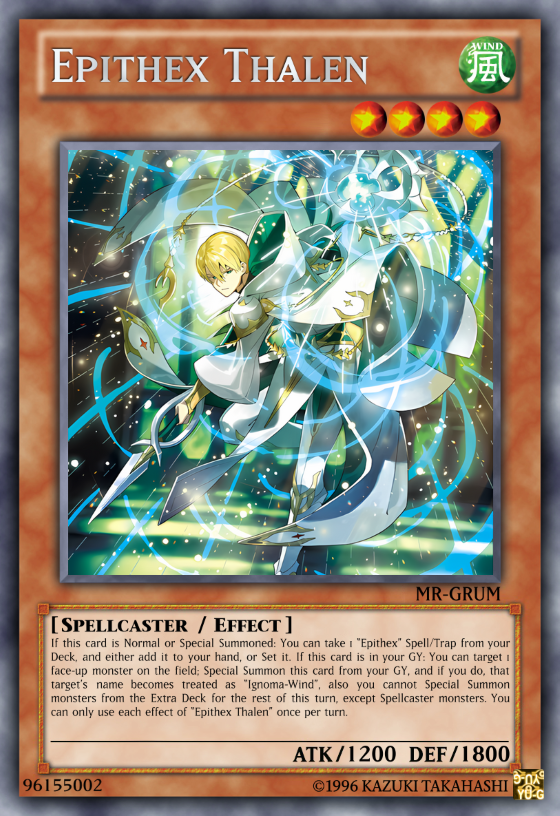 Epithex Thalen
WIND
風
MR-GRUM
[ Spellcaster / Effect ]
If this card is Normal or Special Summoned: You can take 1 "Epithex" Spell/Trap from your
Deck, and either add it to your hand, or Set it. If this card is in your GY: You can target 1
face-up monster on the field; Special Summon this card from your GY, and if you do, that
target's name becomes treated as "Ignoma-Wind", also you cannot Special Summon
monsters from the Extra Deck for the rest of this turn, except Spellcaster monsters. You
can only use each effect of "Epithex Thalen" once per turn.
ATK/1200 DEF/1800
96155002
©1996 KAZUKI TAKAHASHI